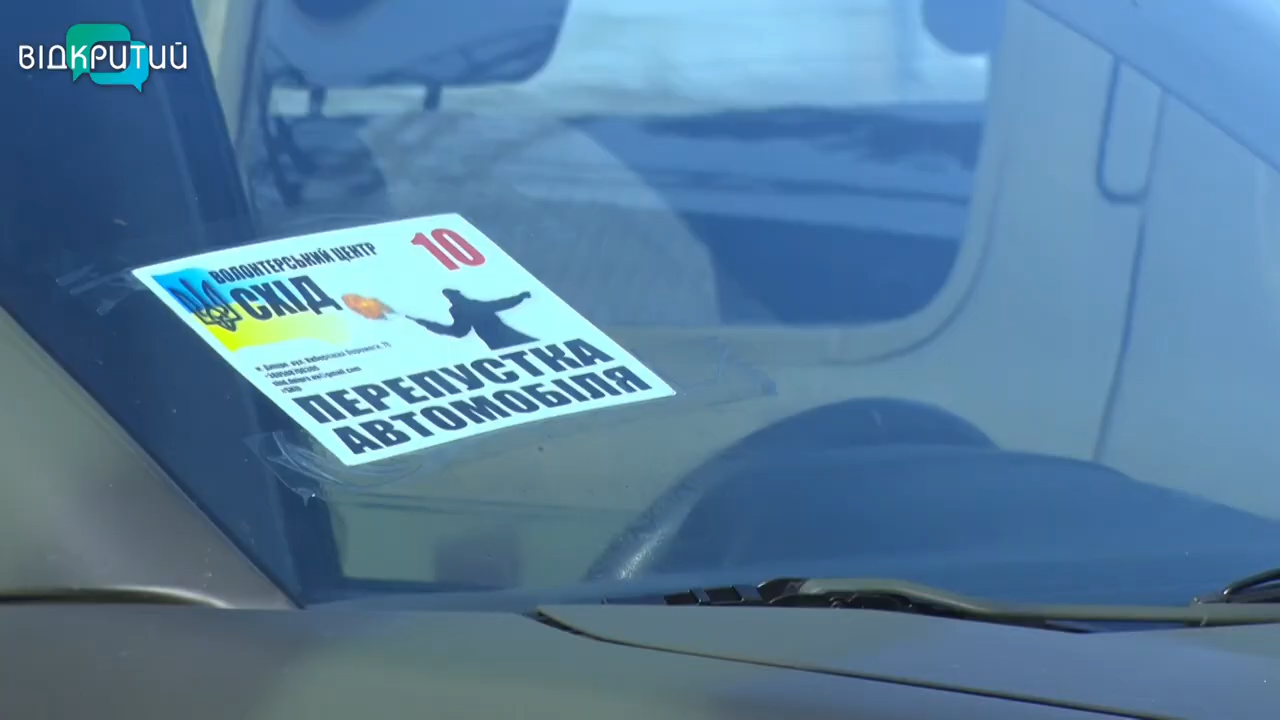 ВІДКРИТИЙ
ВОЛОНТЕРСЬКИЙ ЦЕНТР
10
СХІД
ПЕРЕПУСТКА
АВТОМОБІЛЯ